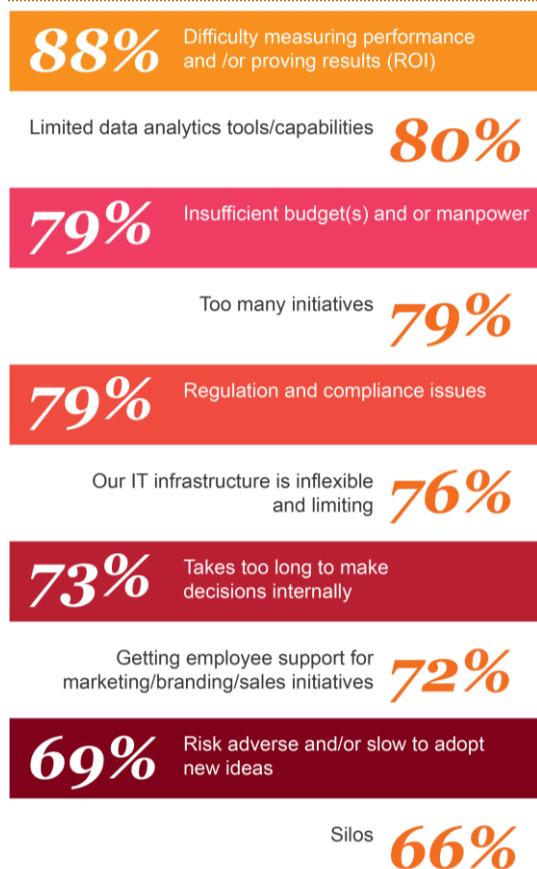 88%
Difficulty measuring performance
and /or proving results (ROI)
Limited data analytics tools/capabilities
80%
79%
Insufficient budget(s) and or manpower
Too many initiatives
79%
79%
Regulation and compliance issues
Our IT infrastructure is inflexible
and limiting
76%
73%
Takes too long to make
decisions internally
Getting employee support for
marketing/branding/sales initiatives
72%
69%
Risk adverse and/or slow to adopt
new ideas
Silos
66%